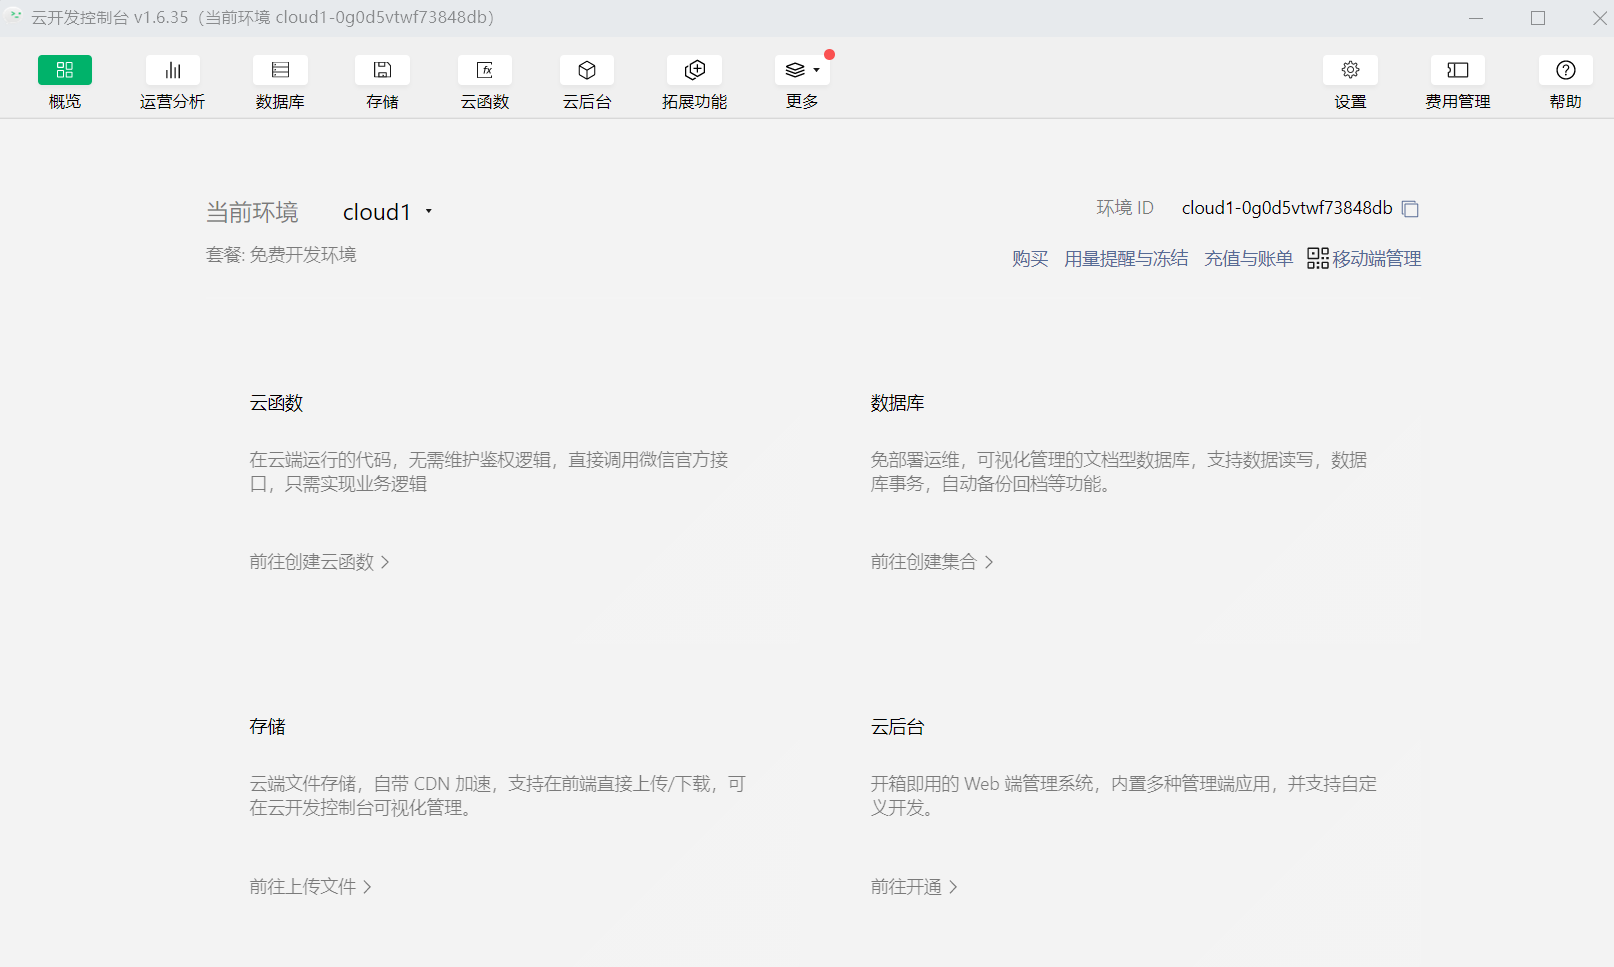 云开发控制台 v1.6.35（当前环境 cloud1-0g0d5vtwf73848db）
概览
运营分析
数据库
存储
云函数
云后台
拓展功能
更多
设置
费用管理
帮助
当前环境 cloud1
环境 ID cloud1-0g0d5vtwf73848db
套餐: 免费开发环境
购买 用量提醒与冻结 充值与账单 移动端管理
云函数
在云端运行的代码，无需维护鉴权逻辑，直接调用微信官方接
口，只需实现业务逻辑
前往创建云函数
数据库
免部署运维，可视化管理的文档型数据库，支持数据读写，数据
库事务，自动备份回档等功能。
前往创建集合
存储
云端文件存储，自带 CDN 加速，支持在前端直接上传/下载，可
在云开发控制台可视化管理。
前往上传文件
云后台
开箱即用的 Web 端管理系统，内置多种管理端应用，并支持自定
义开发。
前往开通